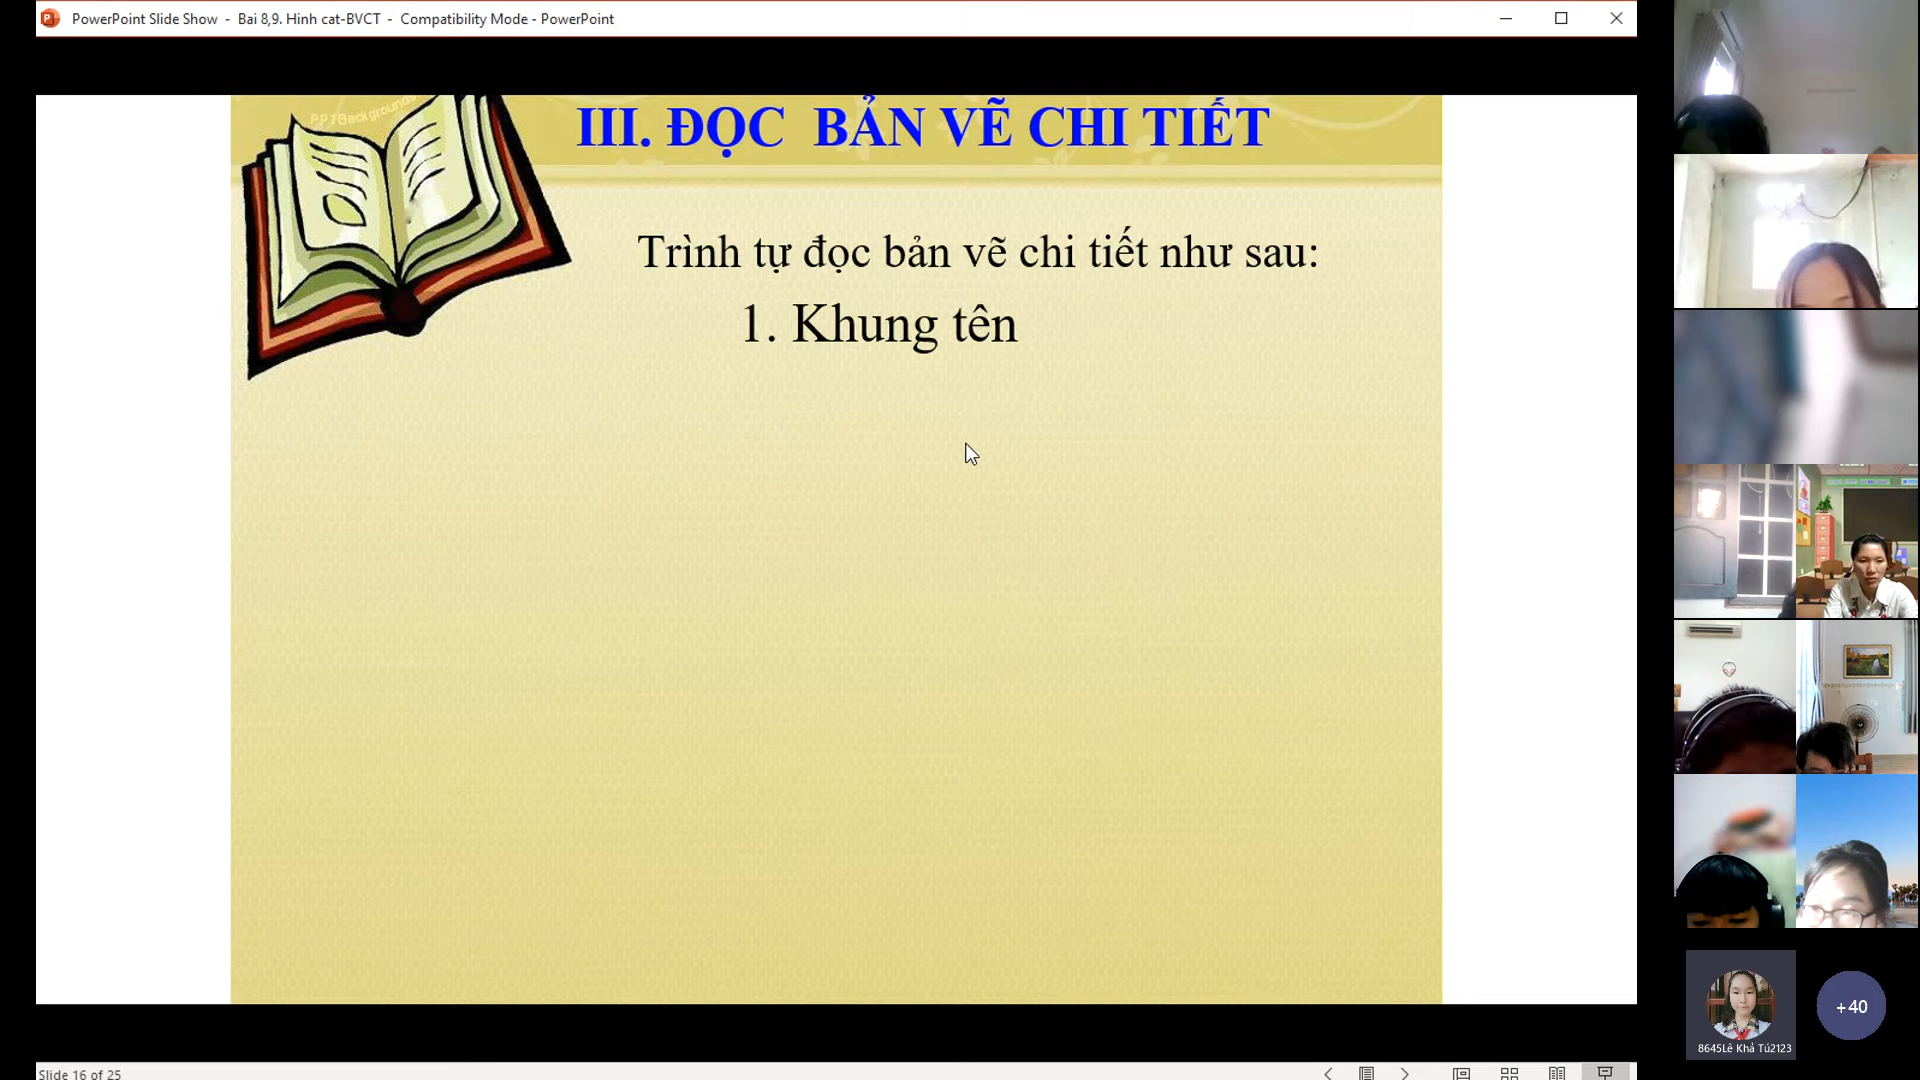 PowerPoint Slide Show - Bai 8,9. Hinh cat-BVCT - Compatibility Mode - PowerPoint
PPTBackgrounds
III. ĐỌC BẢN VẼ CHI TIẾT
Trình tự đọc bản vẽ chi tiết như sau:
1. Khung tên
8645Lê Khả Tú2123
+40
Slide 16 of 25